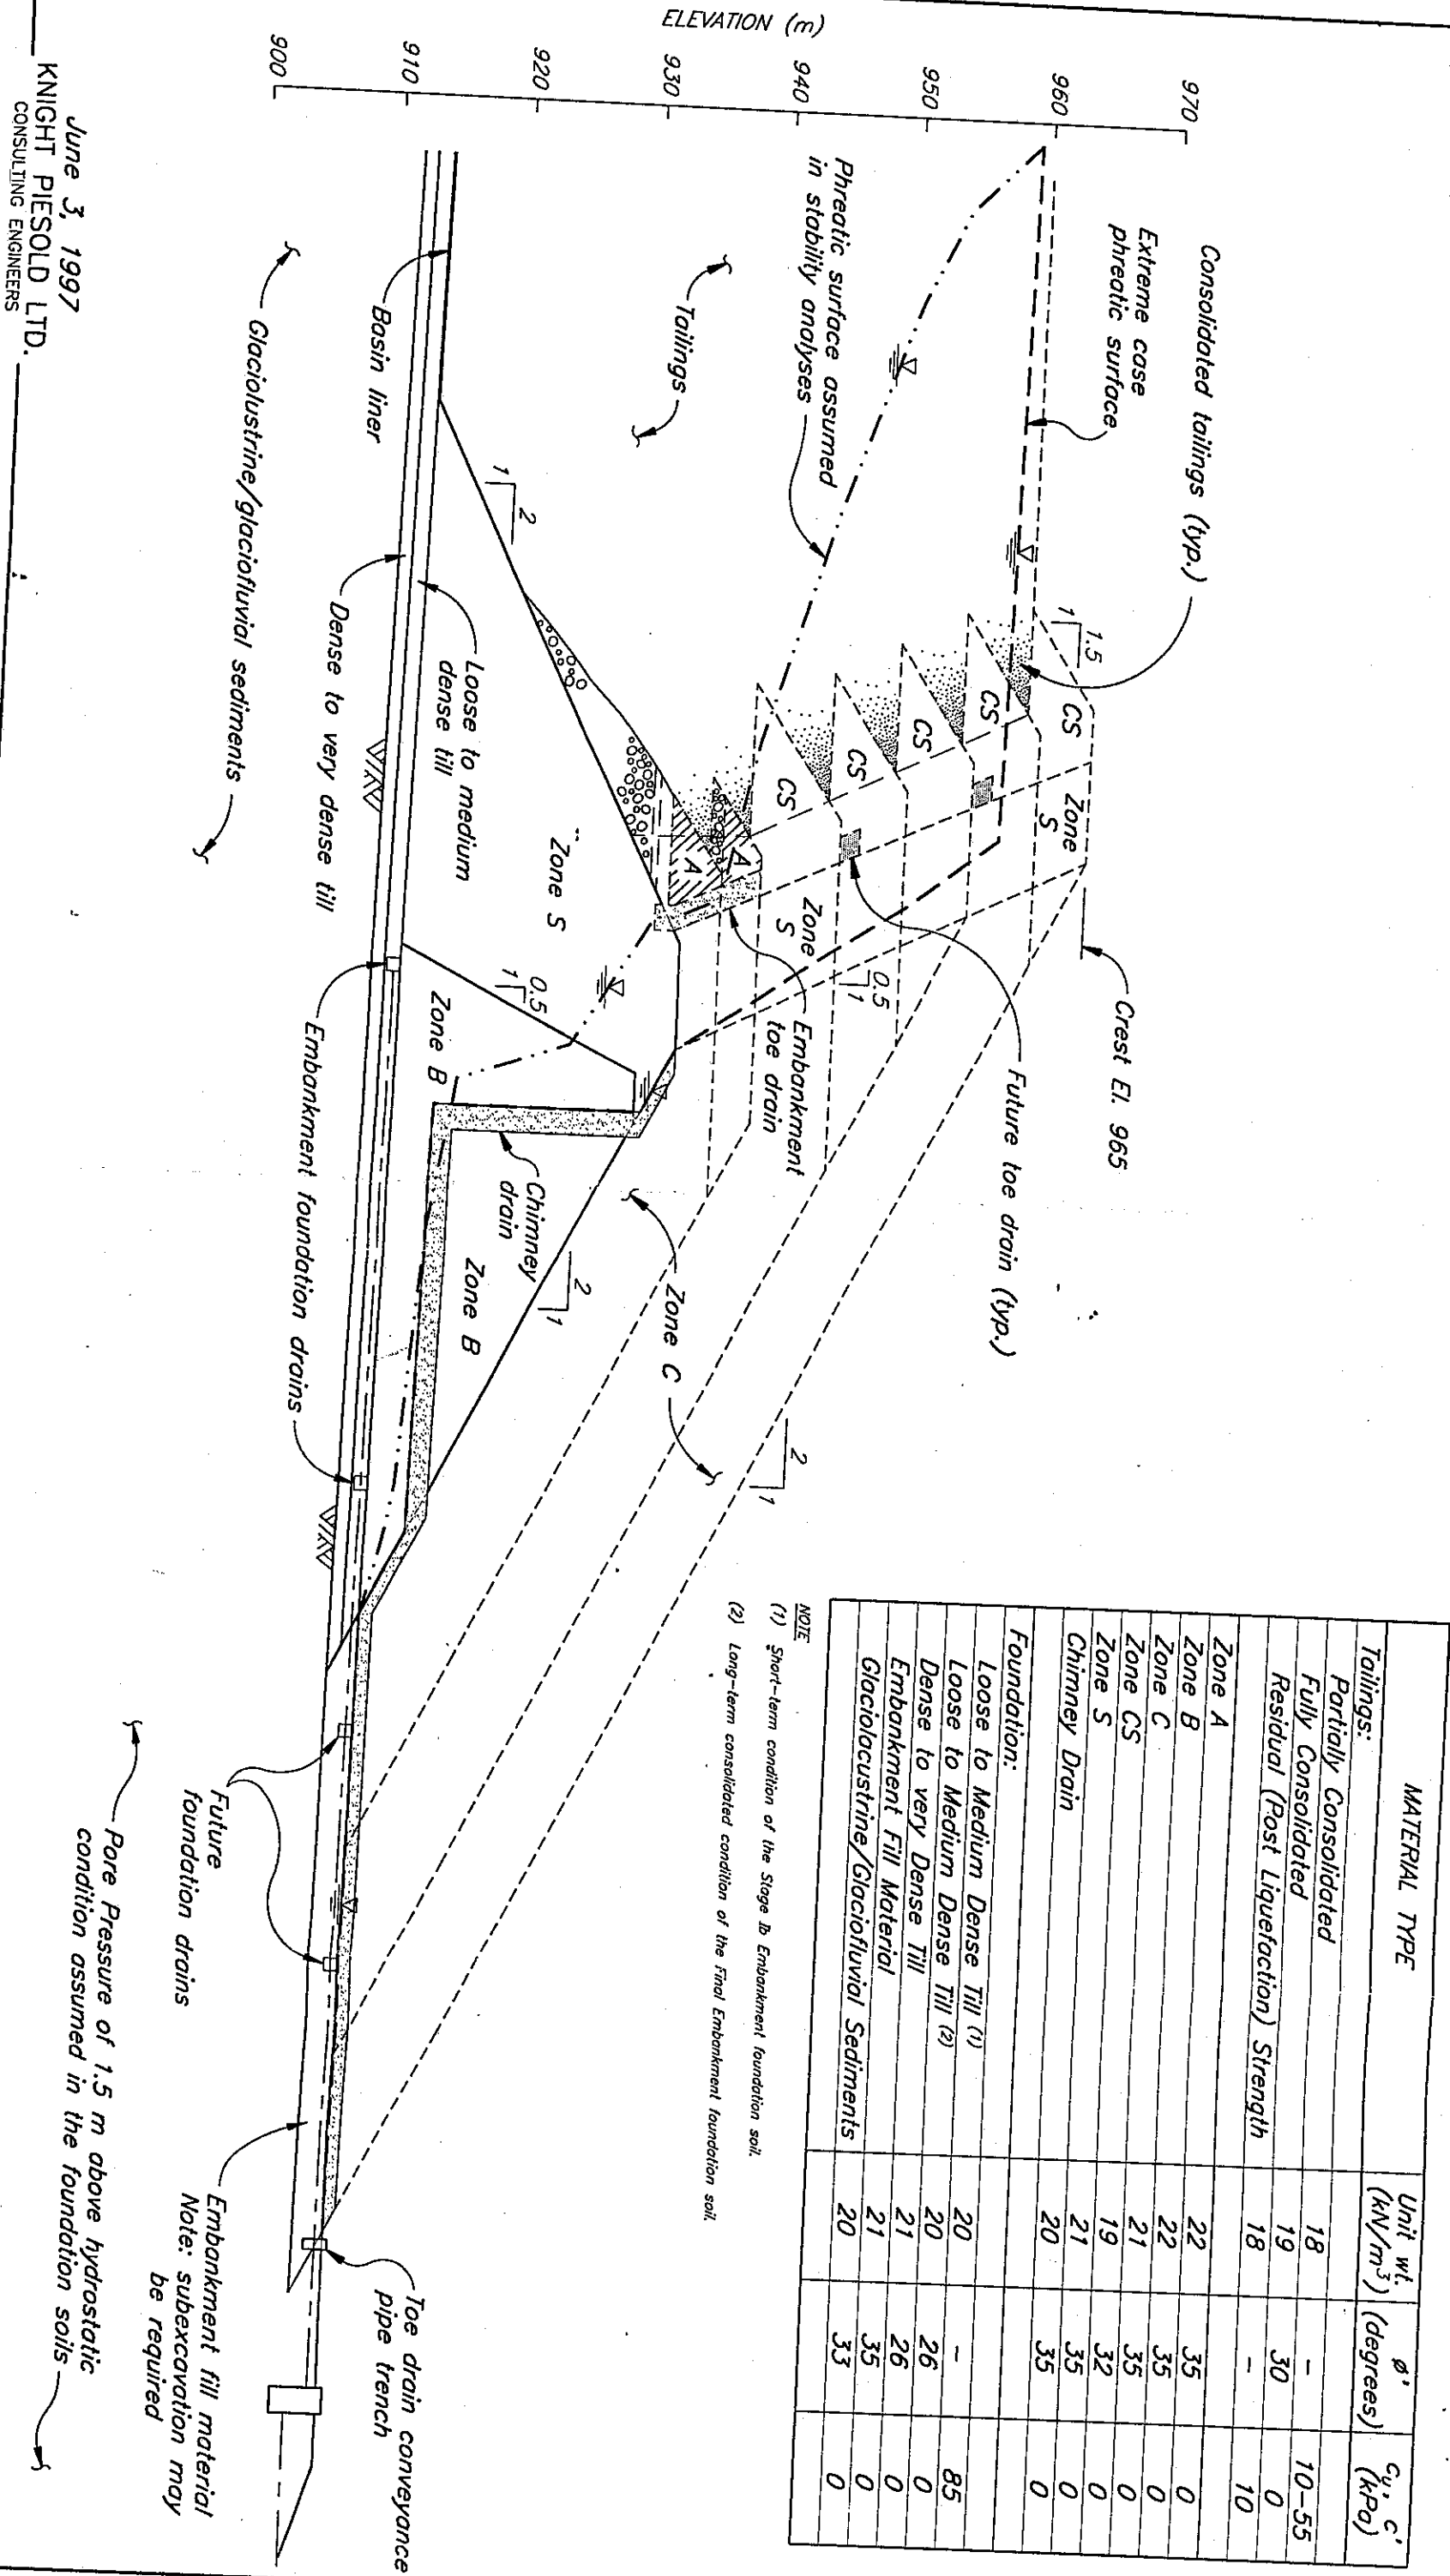 ELEVATION (m)
970
960
950
940
930
920
910
900
Consolidated tailings (typ.)
Extreme case
phreatic surface
Phreatic surface assumed
in stability analyses
Tailings
Basin liner
Glaciolustrine/glaciofluvial sediments
Loose to medium
dense till
Dense to very dense till
Embankment foundation drains
1
2
1
1.5
CS
CS
CS
CS
CS
A
A
Zone
S
Zone
S
Zone S
0.5
1
0.5
1
Zone B
Zone B
Crest El. 965
Future toe drain (typ.)
Embankment
toe drain
Chimney
drain
Zone C
2
1
2
1
Future
foundation drains
Pore Pressure of 1.5 m above hydrostatic
condition assumed in the foundation soils
Embankment fill material
Note: subexcavation may
be required
Toe drain conveyance
pipe trench
MATERIAL TYPE Unit wt. (kN/m³) ø' (degrees) cᵤ, c' (kPa)
Tailings:
Partially Consolidated 18 - 10-55
Fully Consolidated 19 30 0
Residual (Post Liquefaction) Strength 18 - 10
Zone A
Zone B 22 35 0
Zone C 22 35 0
Zone CS 21 35 0
Zone S 19 32 0
Chimney Drain 21 35 0
20 35 0
Foundation:
Loose to Medium Dense Till (1) 20 - 85
Loose to Medium Dense Till (2) 20 26 0
Dense to very Dense Till 21 26 0
Embankment Fill Material 21 35 0
Glaciolacustrine/Glaciofluvial Sediments 20 33 0
NOTE
(1) Short-term condition of the Stage Ib Embankment foundation soil.
(2) Long-term consolidated condition of the Final Embankment foundation soil.
June 3, 1997
KNIGHT PIESOLD LTD.
CONSULTING ENGINEERS